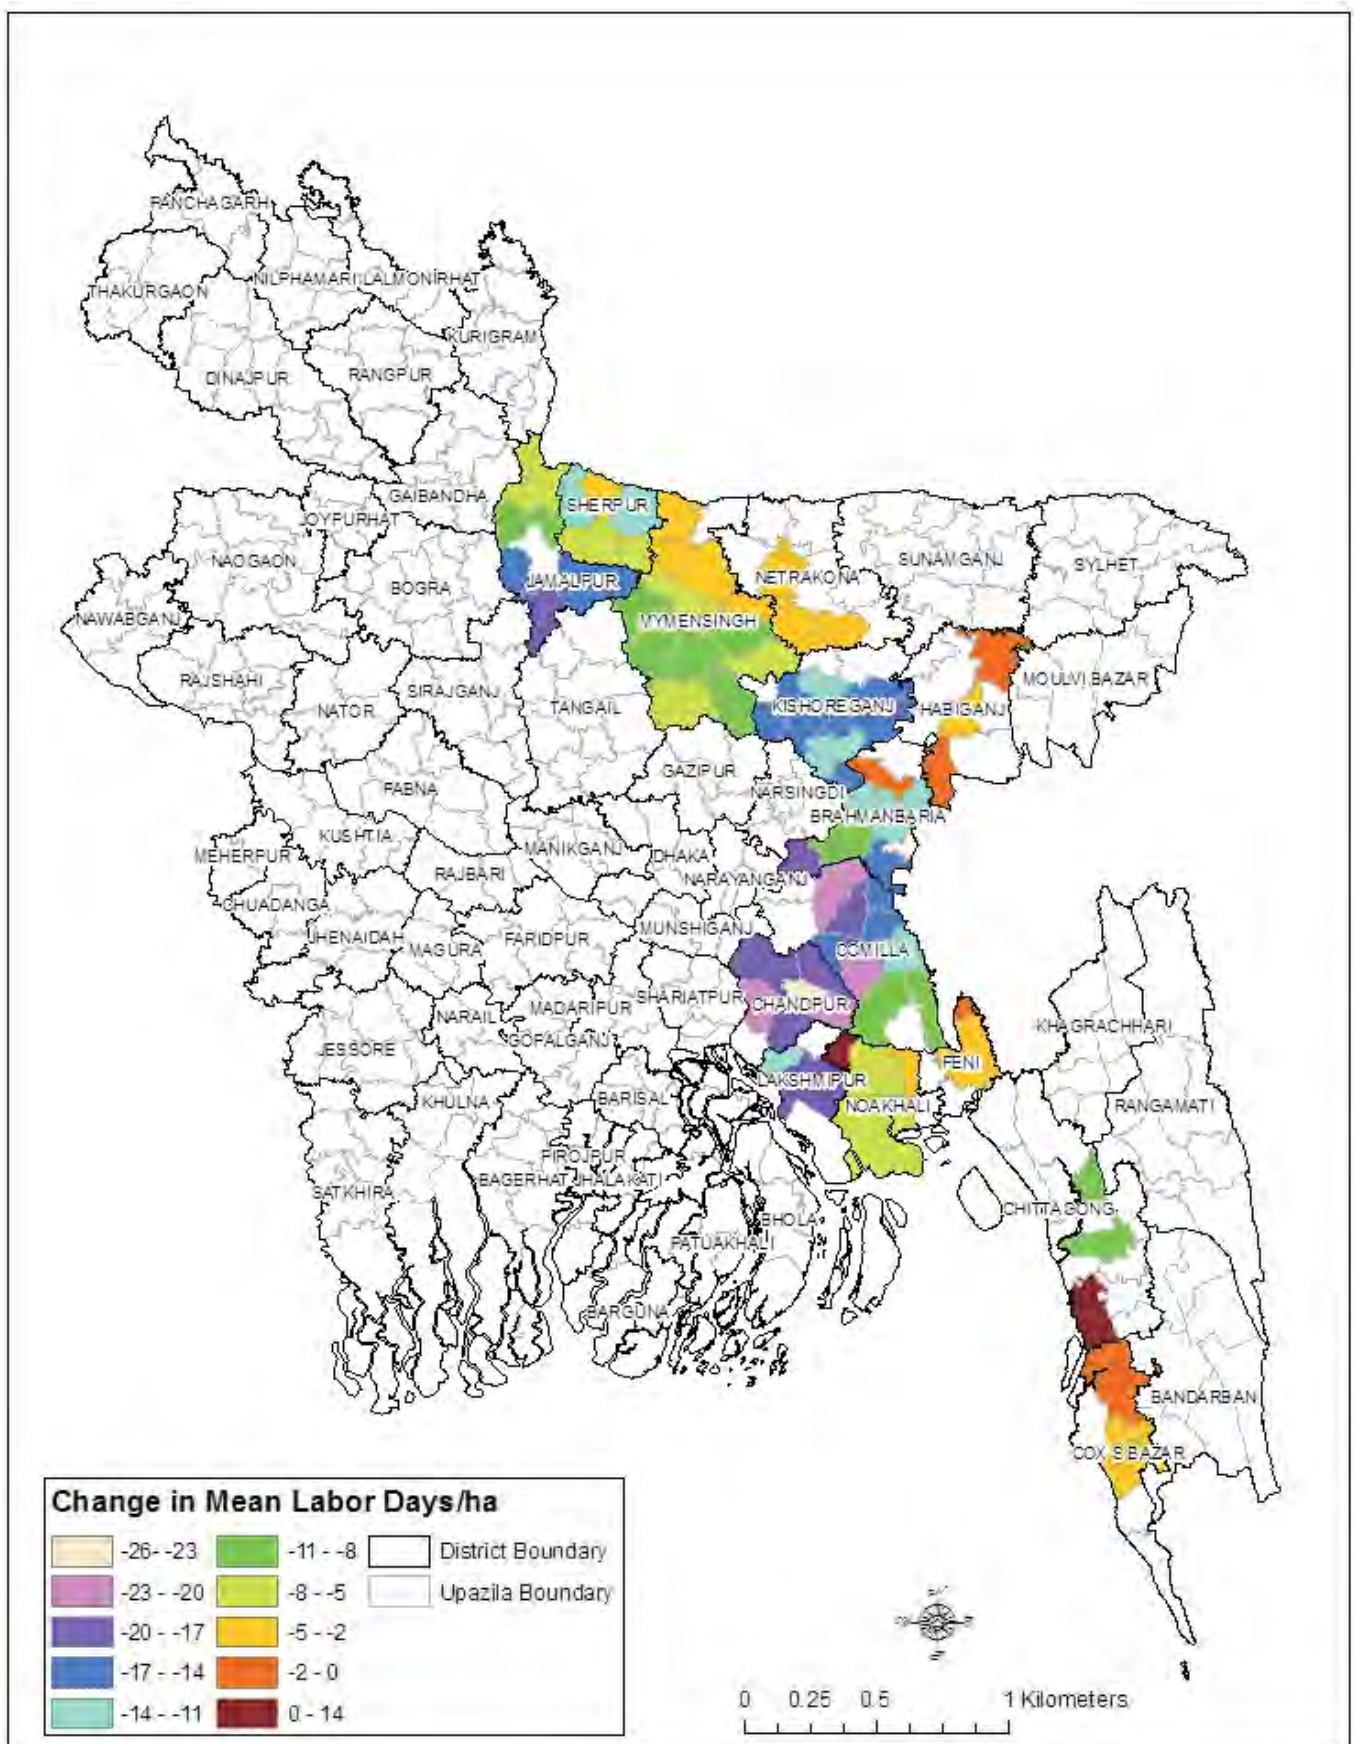 PANCHAGARH
THAKURGAON
NILPHAMARI
LALMONIRHAT
KURIGRAM
DINAJPUR
RANGPUR
GAIBANDHA
JOYPURHAT
SHERPUR
NAOGAON
BOGRA
JAMALPUR
NETRAKONA
SUNAMGANJ
SYLHET
NAWABGANJ
MYMENSINGH
RAJSHAHI
NATOR
SIRAJGANJ
TANGAIL
KISHOREGANJ
HABIGANJ
MOULVI BAZAR
GAZIPUR
PABNA
NARSINGDI
BRAHMANBARIA
KUSHTIA
MEHERPUR
MANIKGANJ
DHAKA
RAJBARI
NARAYANGANJ
CHUADANGA
JHENAIDAH
MAGURA
FARIDPUR
MUNSHIGANJ
COMILLA
MADARIPUR
SHARIATPUR
CHANDPUR
NARAIL
GOPALGANJ
KHAGRACHHARI
JESSORE
FENI
LAKSHMIPUR
KHULNA
BARISAL
NOAKHALI
RANGAMATI
PIROJPUR
BAGERHAT
JHALAKATI
SATKHIRA
CHITTAGONG
BHOLA
PATUAKHALI
BARGUNA
BANDARBAN
COX-S BAZAR
Change in Mean Labor Days/ha
-26- -23 -11 - -8 District Boundary
-23 - -20 -8 - -5 Upazila Boundary
-20 - -17 -5 - -2
-17 - -14 -2 - 0
-14 - -11 0 - 14
0 0.25 0.5 1 Kilometers